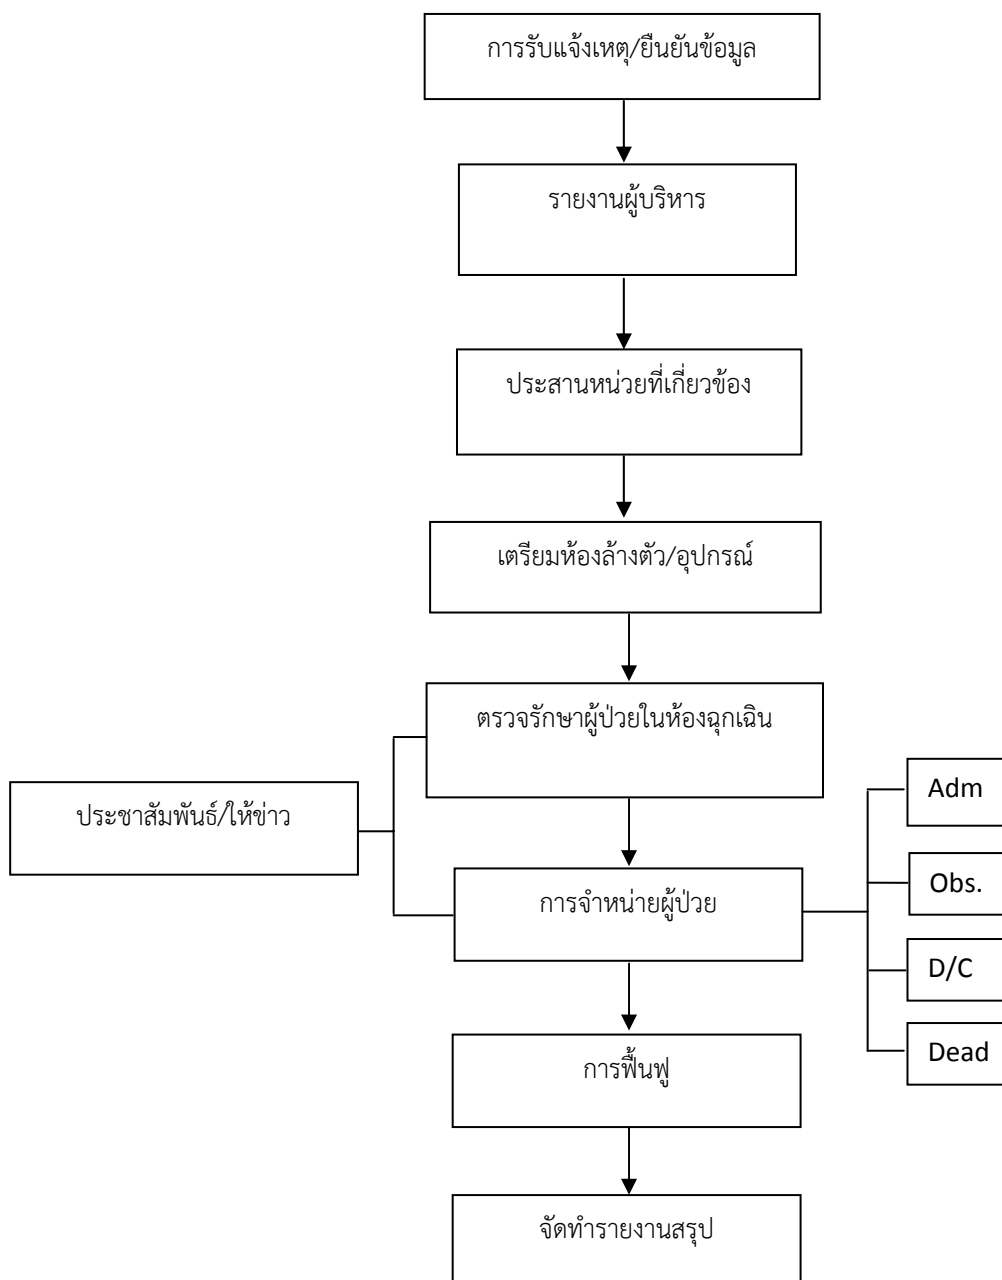 การรับแจ้งเหตุ/ยืนยันข้อมูล
รายงานผู้บริหาร
ประสานหน่วยที่เกี่ยวข้อง
เตรียมห้องล้างตัว/อุปกรณ์
ตรวจรักษาผู้ป่วยในห้องฉุกเฉิน
ประชาสัมพันธ์/ให้ข่าว
การจำหน่ายผู้ป่วย
Adm
Obs.
D/C
Dead
การฟื้นฟู
จัดทำรายงานสรุป